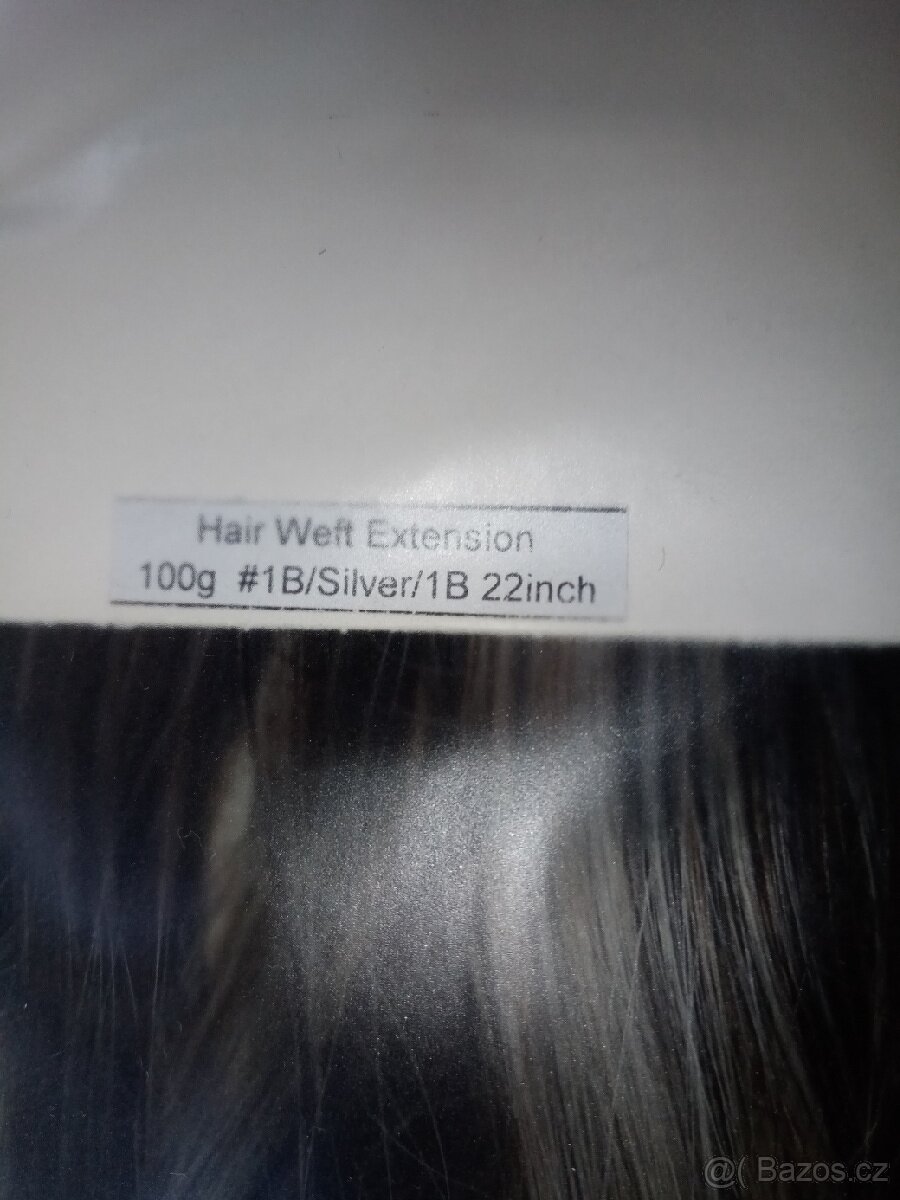 Hair Weft Extension
100g #1B/Silver/1B 22inch
@( Bazos.cz